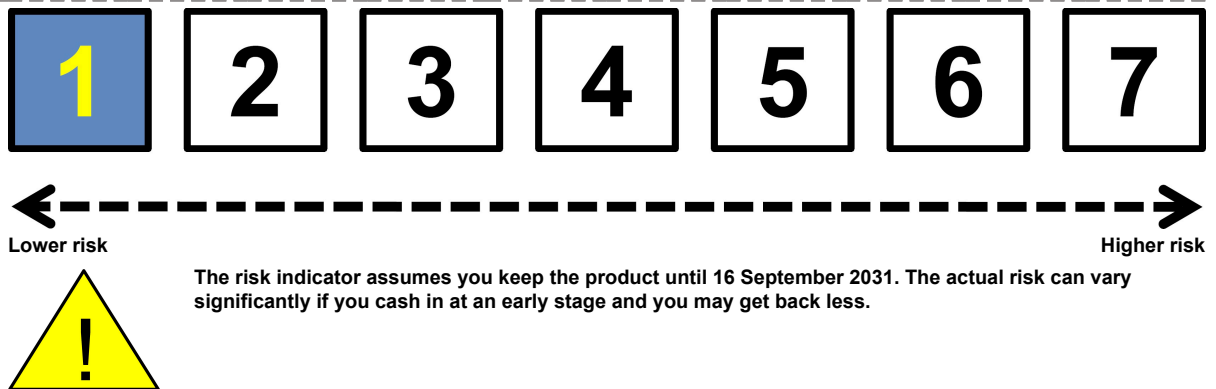 1 2 3 4 5 6 7
Lower risk Higher risk
The risk indicator assumes you keep the product until 16 September 2031. The actual risk can vary
significantly if you cash in at an early stage and you may get back less.
!